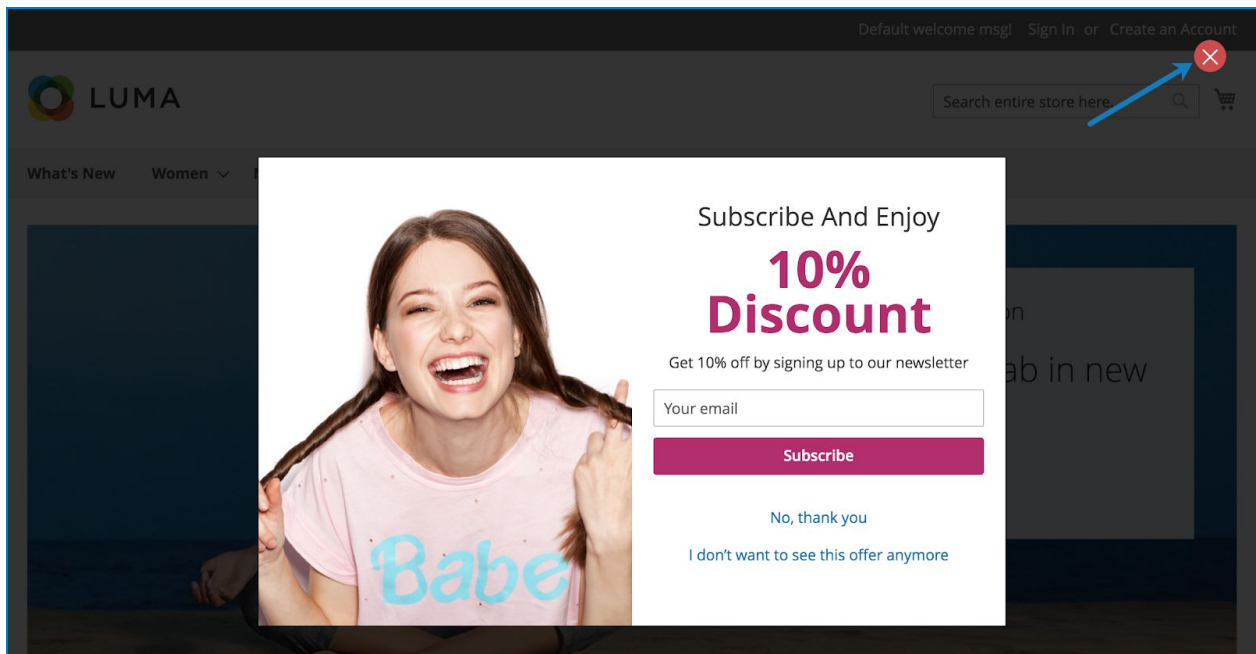 Default welcome msg! Sign In or Create an Account
LUMA
Search entire store here...
What's New Women
Subscribe And Enjoy
10%
Discount
Get 10% off by signing up to our newsletter
ab in new
Your email
Subscribe
No, thank you
I don't want to see this offer anymore
Babe